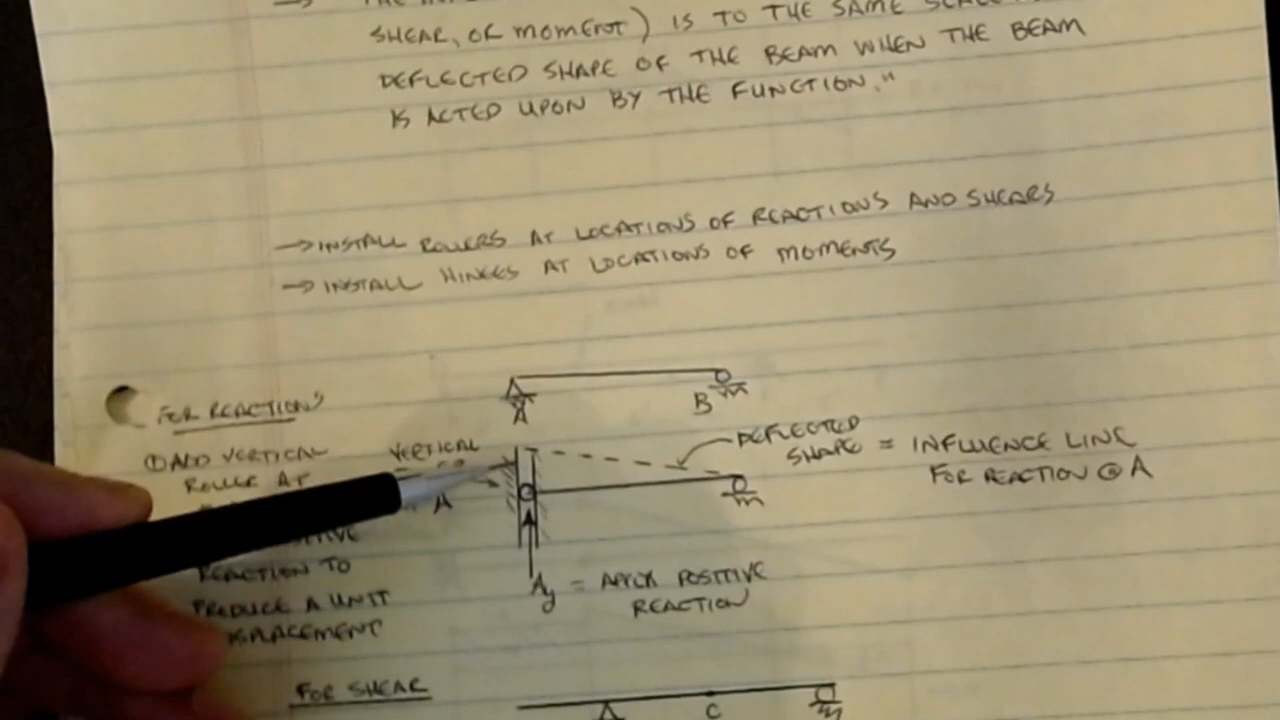 SHEAR, OR MOMENT) IS TO THE SAME
DEFLECTED SHAPE OF THE BEAM WHEN THE BEAM
IS ACTED UPON BY THE FUNCTION."
→ INSTALL ROLLERS AT LOCATIONS OF REACTIONS AND SHEARS
→ INSTALL HINGES AT LOCATIONS OF MOMENTS
FOR REACTIONS
A
B
① ADD VERTICAL
ROLLER AT
REACTION TO
PRODUCE A UNIT
DISPLACEMENT
VERTICAL
A
DEFLECTED
SHAPE = INFLUENCE LINE
FOR REACTION @ A
Ay = APPLY POSITIVE
REACTION
FOR SHEAR
C